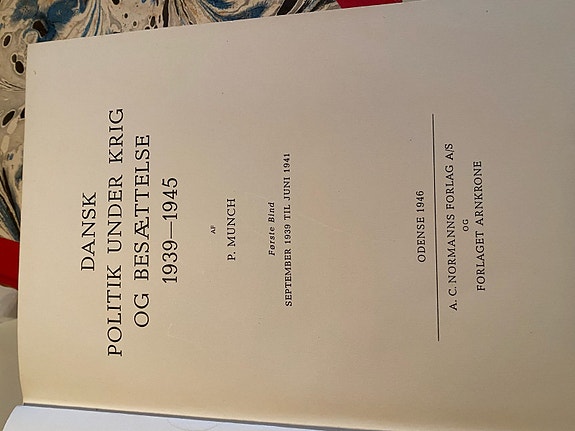 DANSK
POLITIK UNDER KRIG
OG BESÆTTELSE
1939—1945
AF
P. MUNCH
Første Bind
SEPTEMBER 1939 TIL JUNI 1941
ODENSE 1946
A. C. NORMANNS FORLAG A/S
OG
FORLAGET ARNKRONE